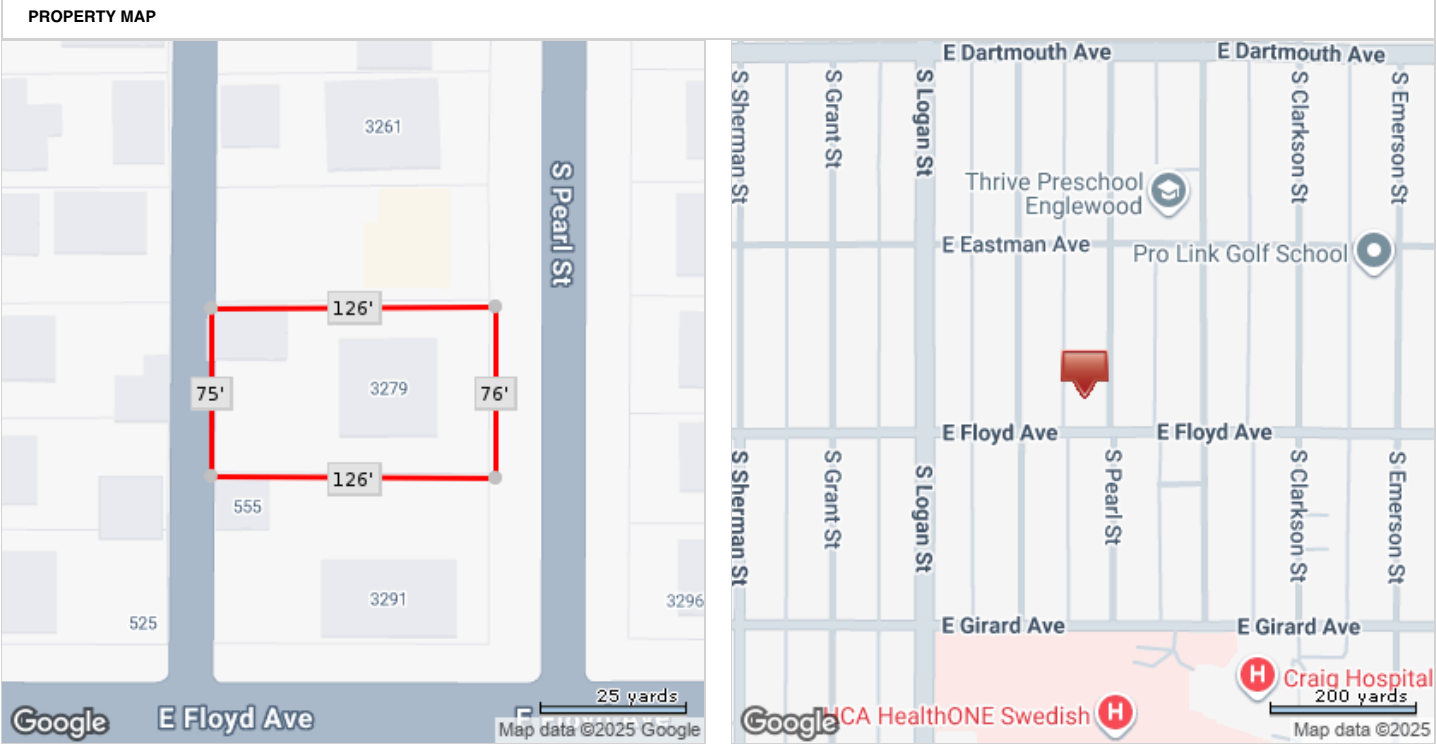 PROPERTY MAP
3261
S Pearl St
126'
75'
3279
76'
126'
555
3291
3296
525
25 yards
Google
E Floyd Ave
E
Map data ©2025 Google
E Dartmouth Ave
E Dartmouth Ave
S Sherman St
S Grant St
S Logan St
S Clarkson St
S Emerson St
Thrive Preschool
Englewood
E Eastman Ave
Pro Link Golf School
E Floyd Ave
E Floyd Ave
S Sherman St
S Grant St
S Logan St
S Pearl St
S Clarkson St
S Emerson St
E Girard Ave
E Girard Ave
H
Craig Hospital
200 yards
Google
HCA HealthONE Swedish
H
Map data ©2025